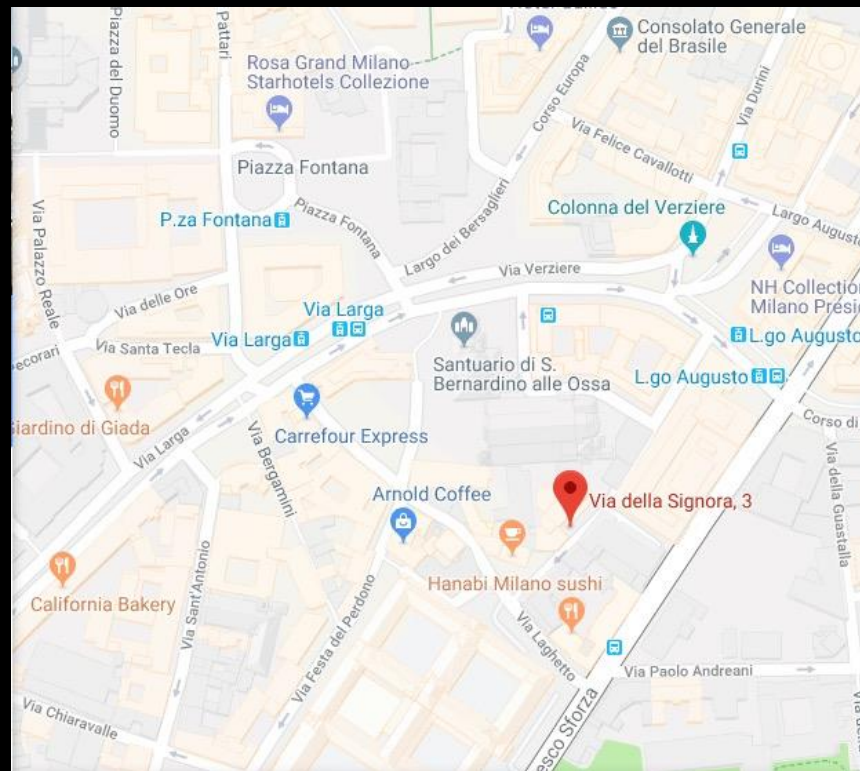 Consolato Generale
del Brasile
Piazza del Duomo
Pattari
Rosa Grand Milano
Starhotels Collezione
Corso Europa
Via Durini
Via Felice Cavallotti
Piazza Fontana
P.za Fontana
Piazza Fontana
Largo dei Bersaglieri
Colonna del Verziere
Largo Augusto
Via Palazzo Reale
Via Verziere
NH Collection
Milano Presid
Via delle Ore
Via Larga
Via Larga
Via Santa Tecla
Pecorari
Santuario di S.
Bernardino alle Ossa
L.go Augusto
L.go Augusto
Giardino di Giada
Carrefour Express
Corso di
Via Larga
Via Bergamini
Via della Guastalla
Arnold Coffee
Via della Signora, 3
California Bakery
Via Sant'Antonio
Hanabi Milano sushi
Via Festa del Perdono
Via Laghetto
Via Paolo Andreani
Via Chiaravalle
esco Sforza